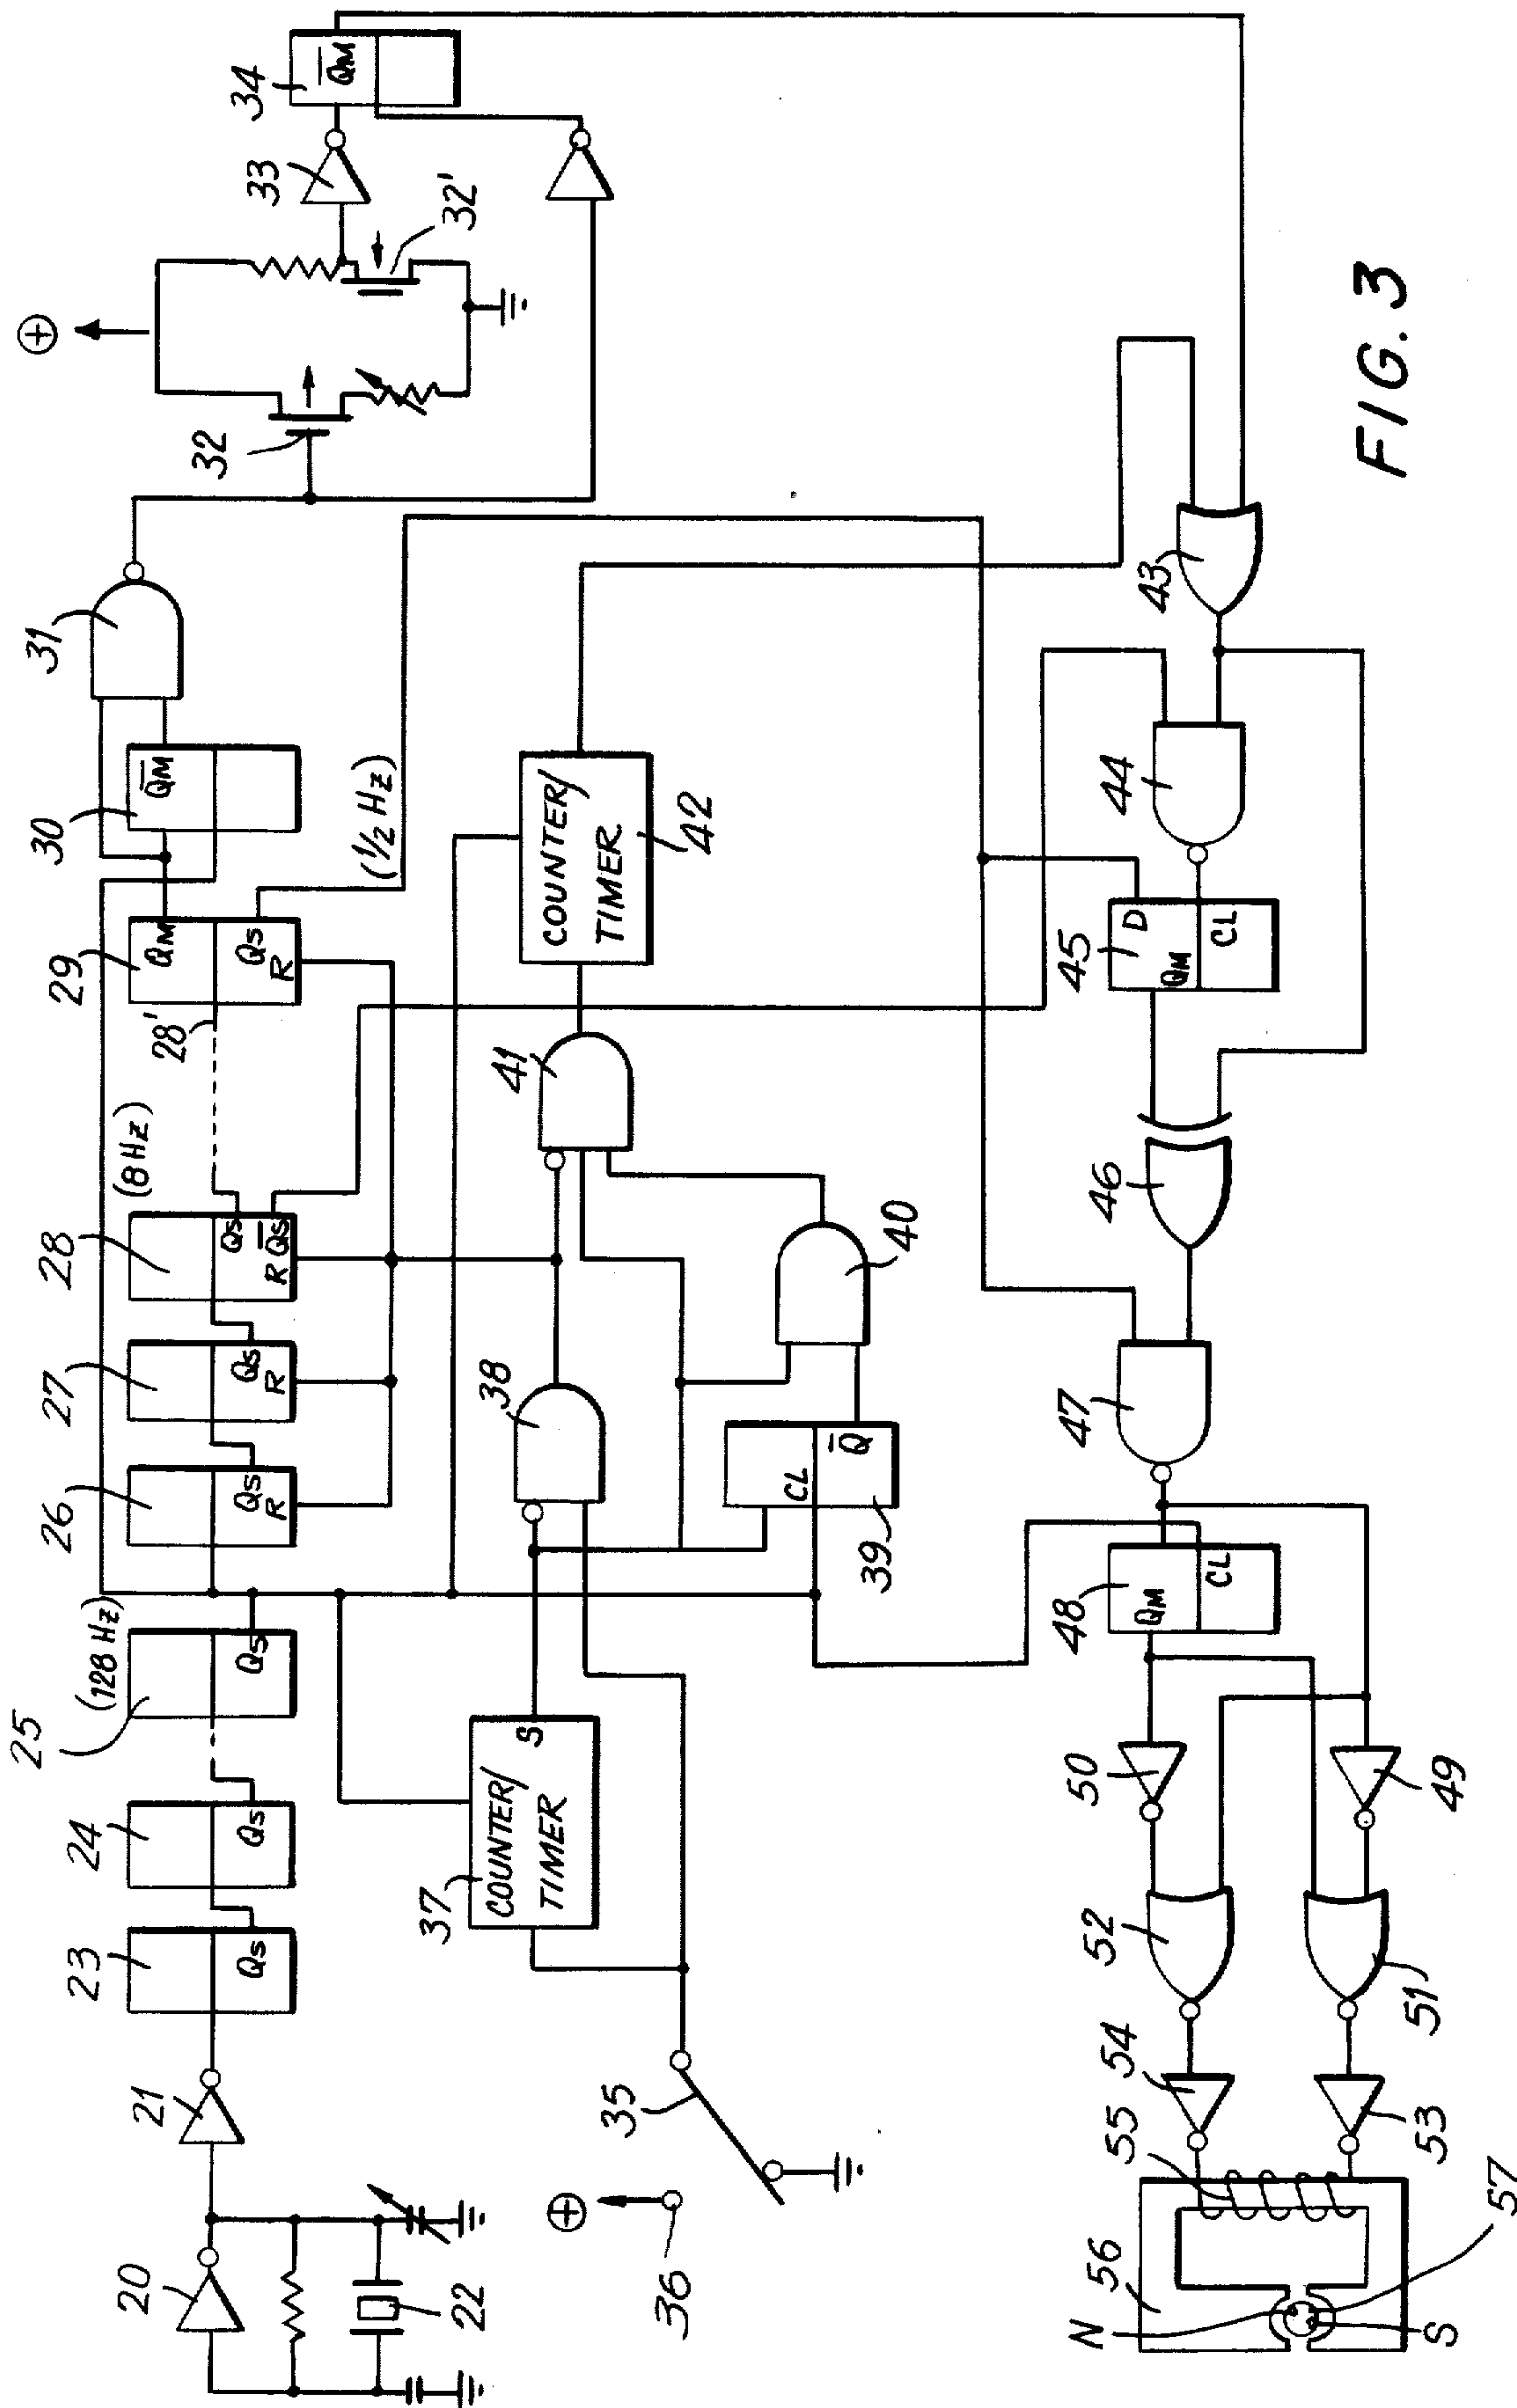 20
21
22
23
Qs
24
Qs
25
(128 Hz)
Qs
26
Qs
R
27
Qs
R
28
(8 Hz)
Qs
Q̅s
R
28'
29
QM
Qs
R
30
Q̅M
31
(½ Hz)
32
32'
33
34
Q̅M
+
35
36
+
37
COUNTER/
TIMER
S
38
39
CL
Q̅
40
41
42
COUNTER/
TIMER
43
44
45
D
QM
CL
46
47
48
QM
CL
49
50
51
52
53
54
55
56
57
N
S
FIG. 3